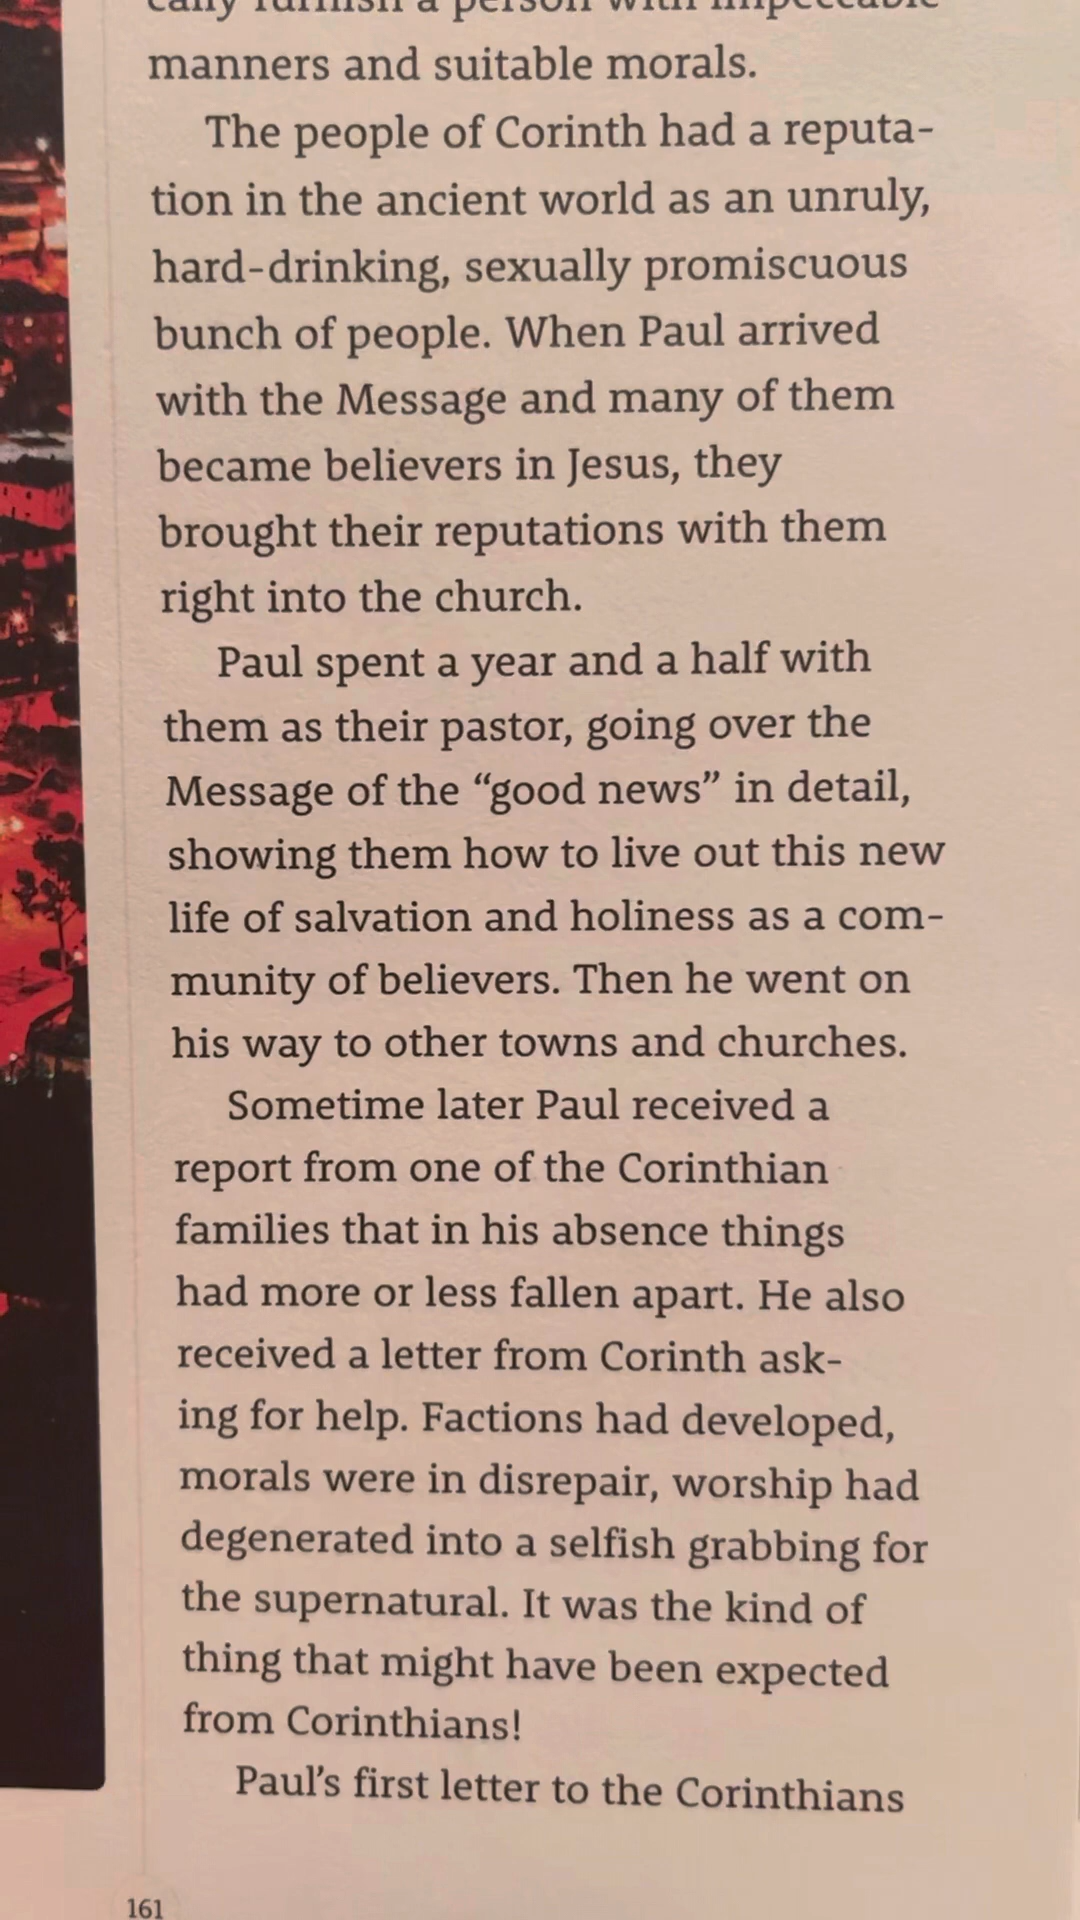 cally furnish a person with impeccable
manners and suitable morals.
The people of Corinth had a reputa-
tion in the ancient world as an unruly,
hard-drinking, sexually promiscuous
bunch of people. When Paul arrived
with the Message and many of them
became believers in Jesus, they
brought their reputations with them
right into the church.
Paul spent a year and a half with
them as their pastor, going over the
Message of the “good news” in detail,
showing them how to live out this new
life of salvation and holiness as a com-
munity of believers. Then he went on
his way to other towns and churches.
Sometime later Paul received a
report from one of the Corinthian
families that in his absence things
had more or less fallen apart. He also
received a letter from Corinth ask-
ing for help. Factions had developed,
morals were in disrepair, worship had
degenerated into a selfish grabbing for
the supernatural. It was the kind of
thing that might have been expected
from Corinthians!
Paul’s first letter to the Corinthians
161